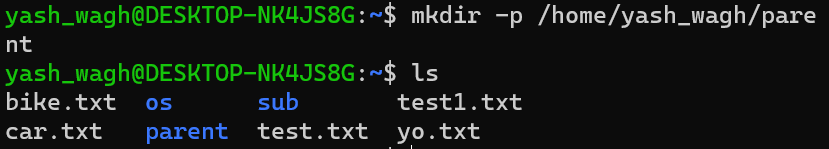 yash_wagh@DESKTOP-NK4JS8G:~$ mkdir -p /home/yash_wagh/pare
nt
yash_wagh@DESKTOP-NK4JS8G:~$ ls
bike.txt  os      sub       test1.txt
car.txt   parent  test.txt  yo.txt